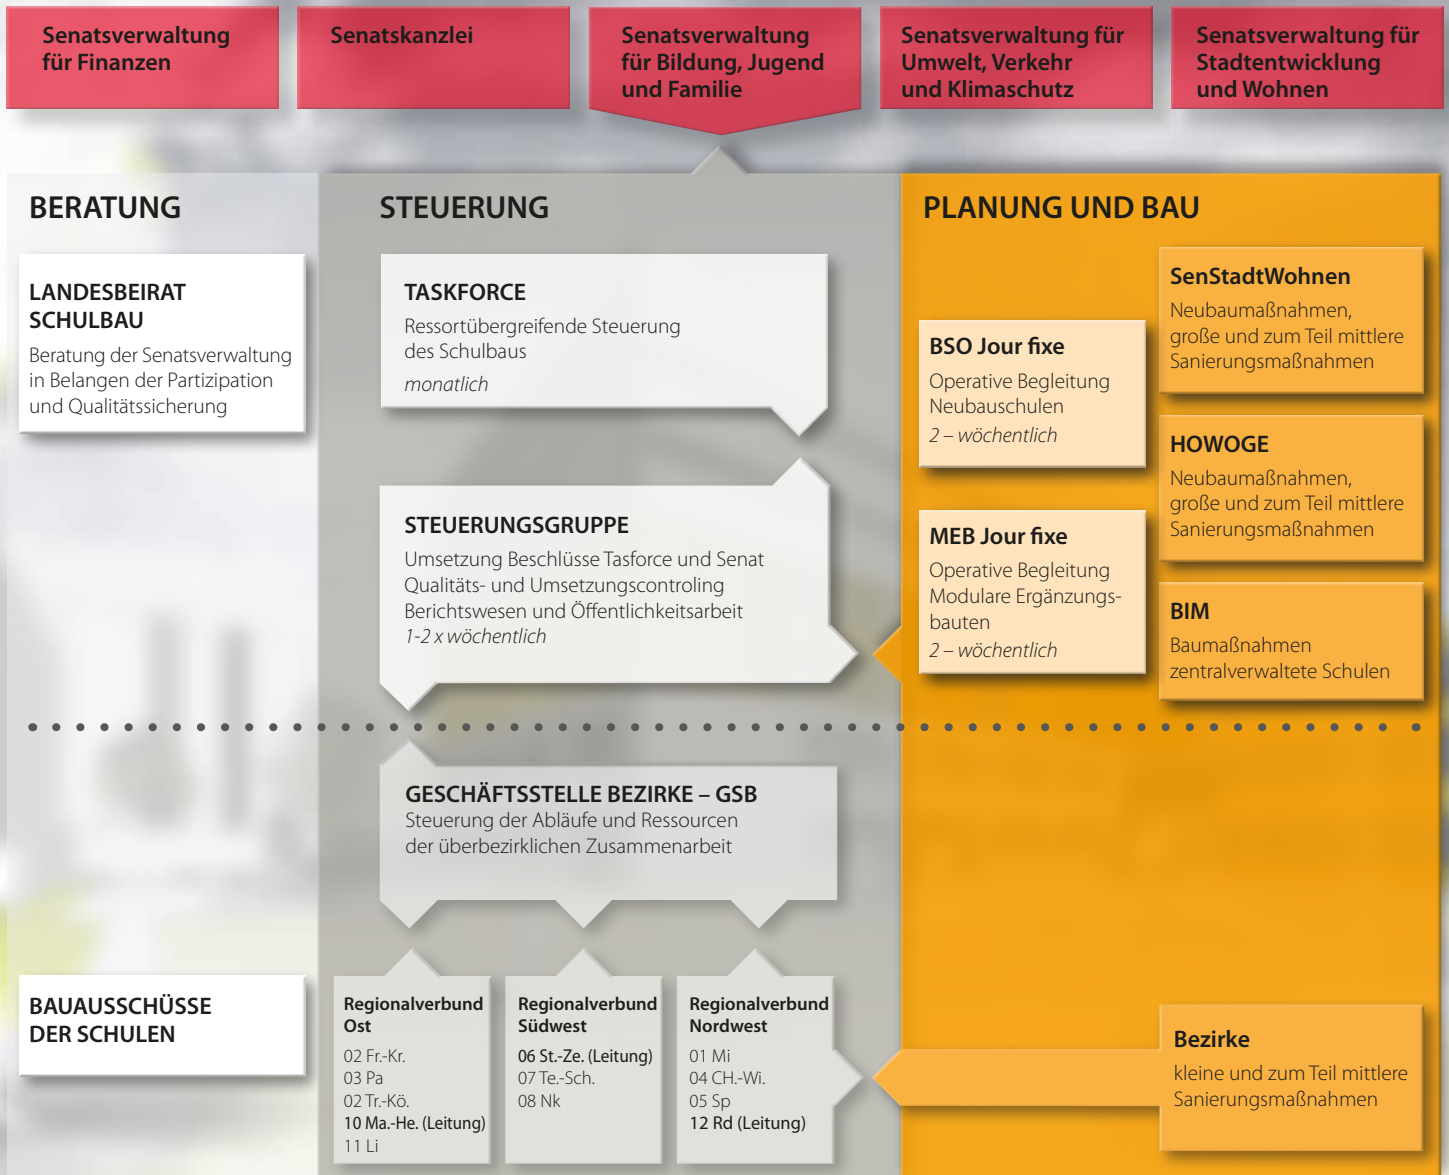 Senatsverwaltung
für Finanzen
Senatskanzlei
Senatsverwaltung
für Bildung, Jugend
und Familie
Senatsverwaltung für
Umwelt, Verkehr
und Klimaschutz
Senatsverwaltung für
Stadtentwicklung
und Wohnen
BERATUNG
LANDESBEIRAT
SCHULBAU
Beratung der Senatsverwaltung
in Belangen der Partizipation
und Qualitätssicherung
STEUERUNG
TASKFORCE
Ressortübergreifende Steuerung
des Schulbaus
monatlich
STEUERUNGSGRUPPE
Umsetzung Beschlüsse Tasforce und Senat
Qualitäts- und Umsetzungscontroling
Berichtswesen und Öffentlichkeitsarbeit
1-2 x wöchentlich
PLANUNG UND BAU
BSO Jour fixe
Operative Begleitung
Neubauschulen
2 – wöchentlich
MEB Jour fixe
Operative Begleitung
Modulare Ergänzungs-
bauten
2 – wöchentlich
SenStadtWohnen
Neubaumaßnahmen,
große und zum Teil mittlere
Sanierungsmaßnahmen
HOWOGE
Neubaumaßnahmen,
große und zum Teil mittlere
Sanierungsmaßnahmen
BIM
Baumaßnahmen
zentralverwaltete Schulen
GESCHÄFTSSTELLE BEZIRKE – GSB
Steuerung der Abläufe und Ressourcen
der überbezirklichen Zusammenarbeit
BAUAUSSCHÜSSE
DER SCHULEN
Regionalverbund
Ost
02 Fr.-Kr.
03 Pa
02 Tr.-Kö.
10 Ma.-He. (Leitung)
11 Li
Regionalverbund
Südwest
06 St.-Ze. (Leitung)
07 Te.-Sch.
08 Nk
Regionalverbund
Nordwest
01 Mi
04 CH.-Wi.
05 Sp
12 Rd (Leitung)
Bezirke
kleine und zum Teil mittlere
Sanierungsmaßnahmen